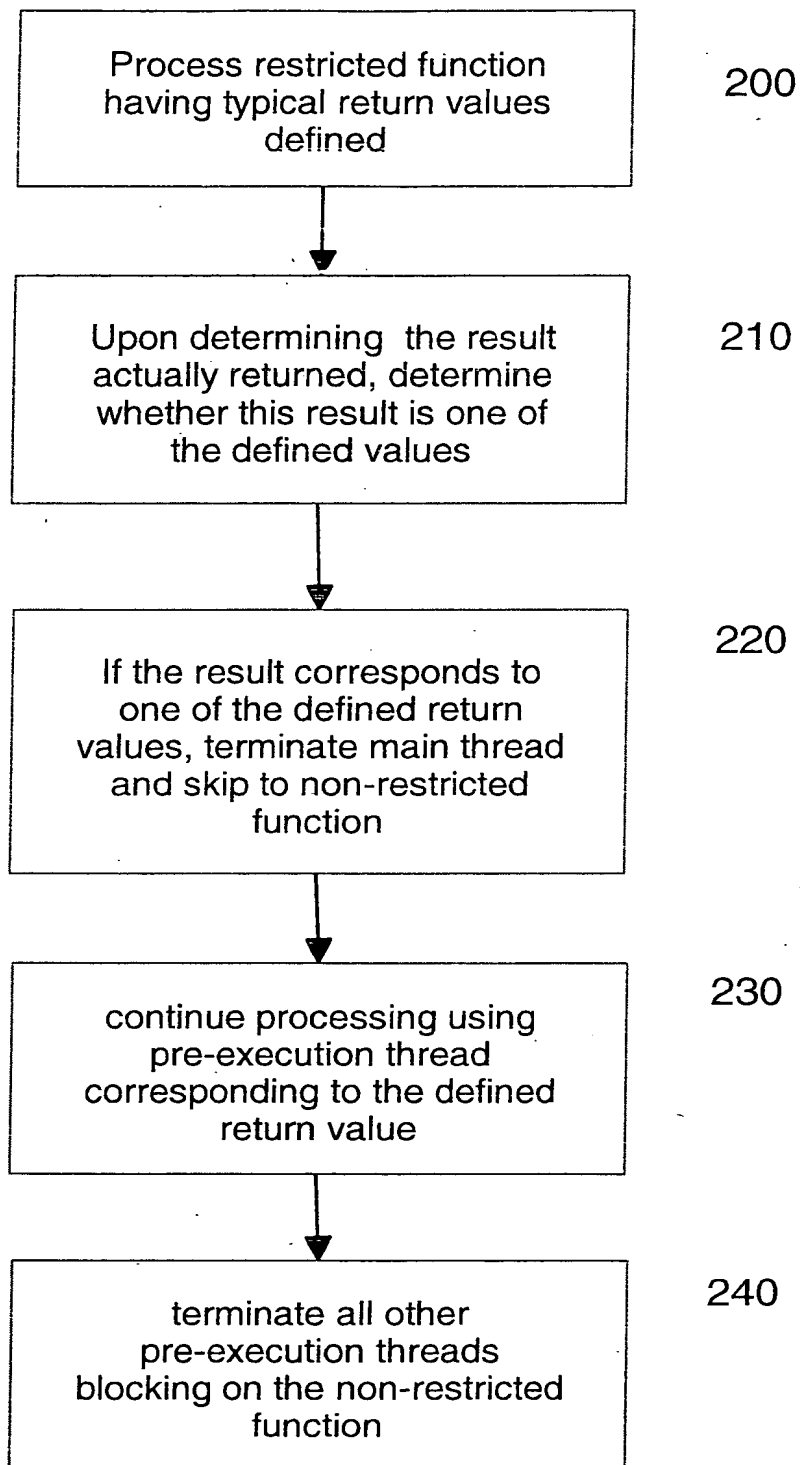 Process restricted function
having typical return values
defined
200
Upon determining the result
actually returned, determine
whether this result is one of
the defined values
210
If the result corresponds to
one of the defined return
values, terminate main thread
and skip to non-restricted
function
220
continue processing using
pre-execution thread
corresponding to the defined
return value
230
terminate all other
pre-execution threads
blocking on the non-restricted
function
240